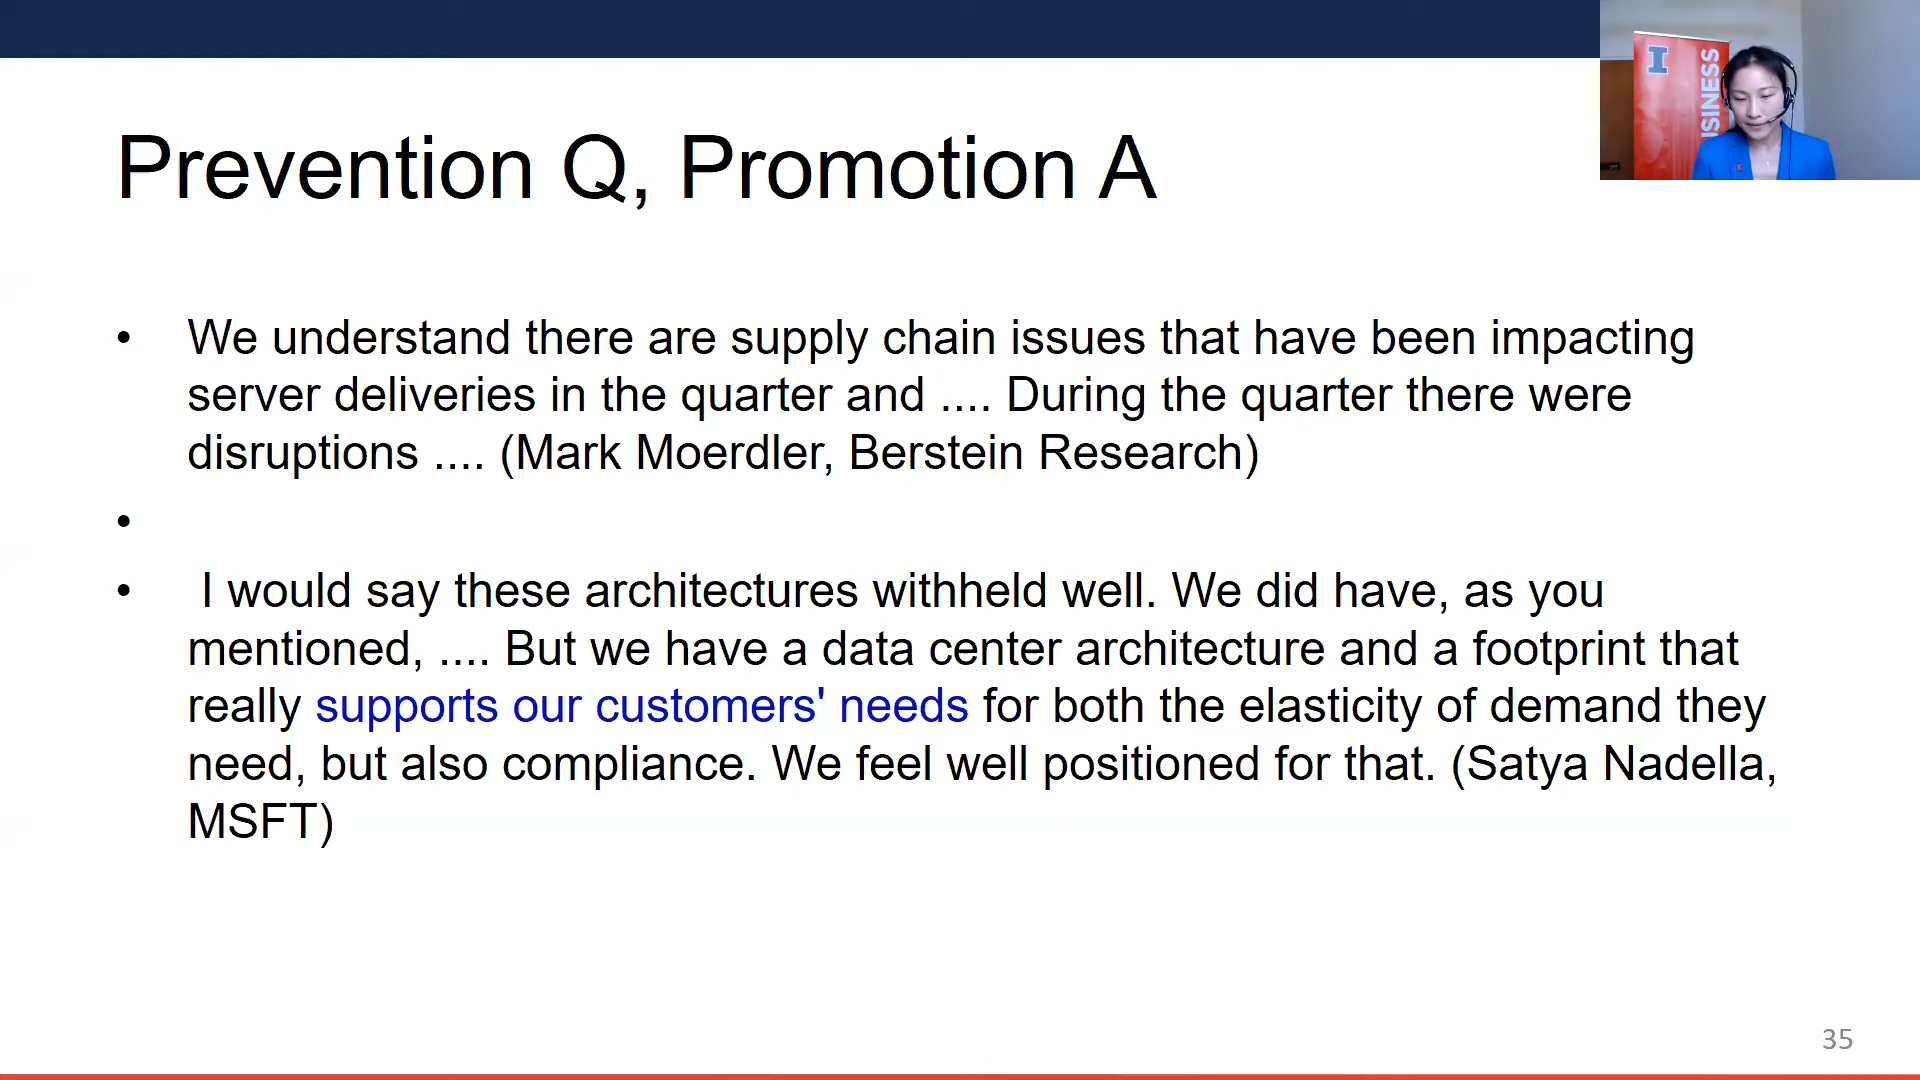 I
BUSINESS
Prevention Q, Promotion A
• We understand there are supply chain issues that have been impacting
server deliveries in the quarter and .... During the quarter there were
disruptions .... (Mark Moerdler, Berstein Research)
•
• I would say these architectures withheld well. We did have, as you
mentioned, .... But we have a data center architecture and a footprint that
really supports our customers' needs for both the elasticity of demand they
need, but also compliance. We feel well positioned for that. (Satya Nadella,
MSFT)
35